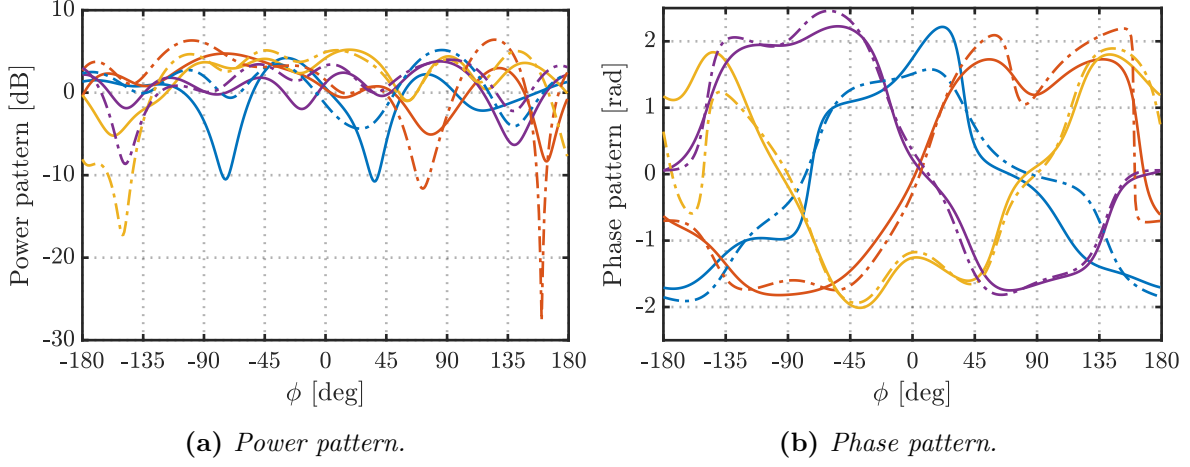 10
0
-10
-20
-30
Power pattern [dB]
-180 -135 -90 -45 0 45 90 135 180
ϕ [deg]
(a) Power pattern.
2
1
0
-1
-2
Phase pattern [rad]
-180 -135 -90 -45 0 45 90 135 180
ϕ [deg]
(b) Phase pattern.